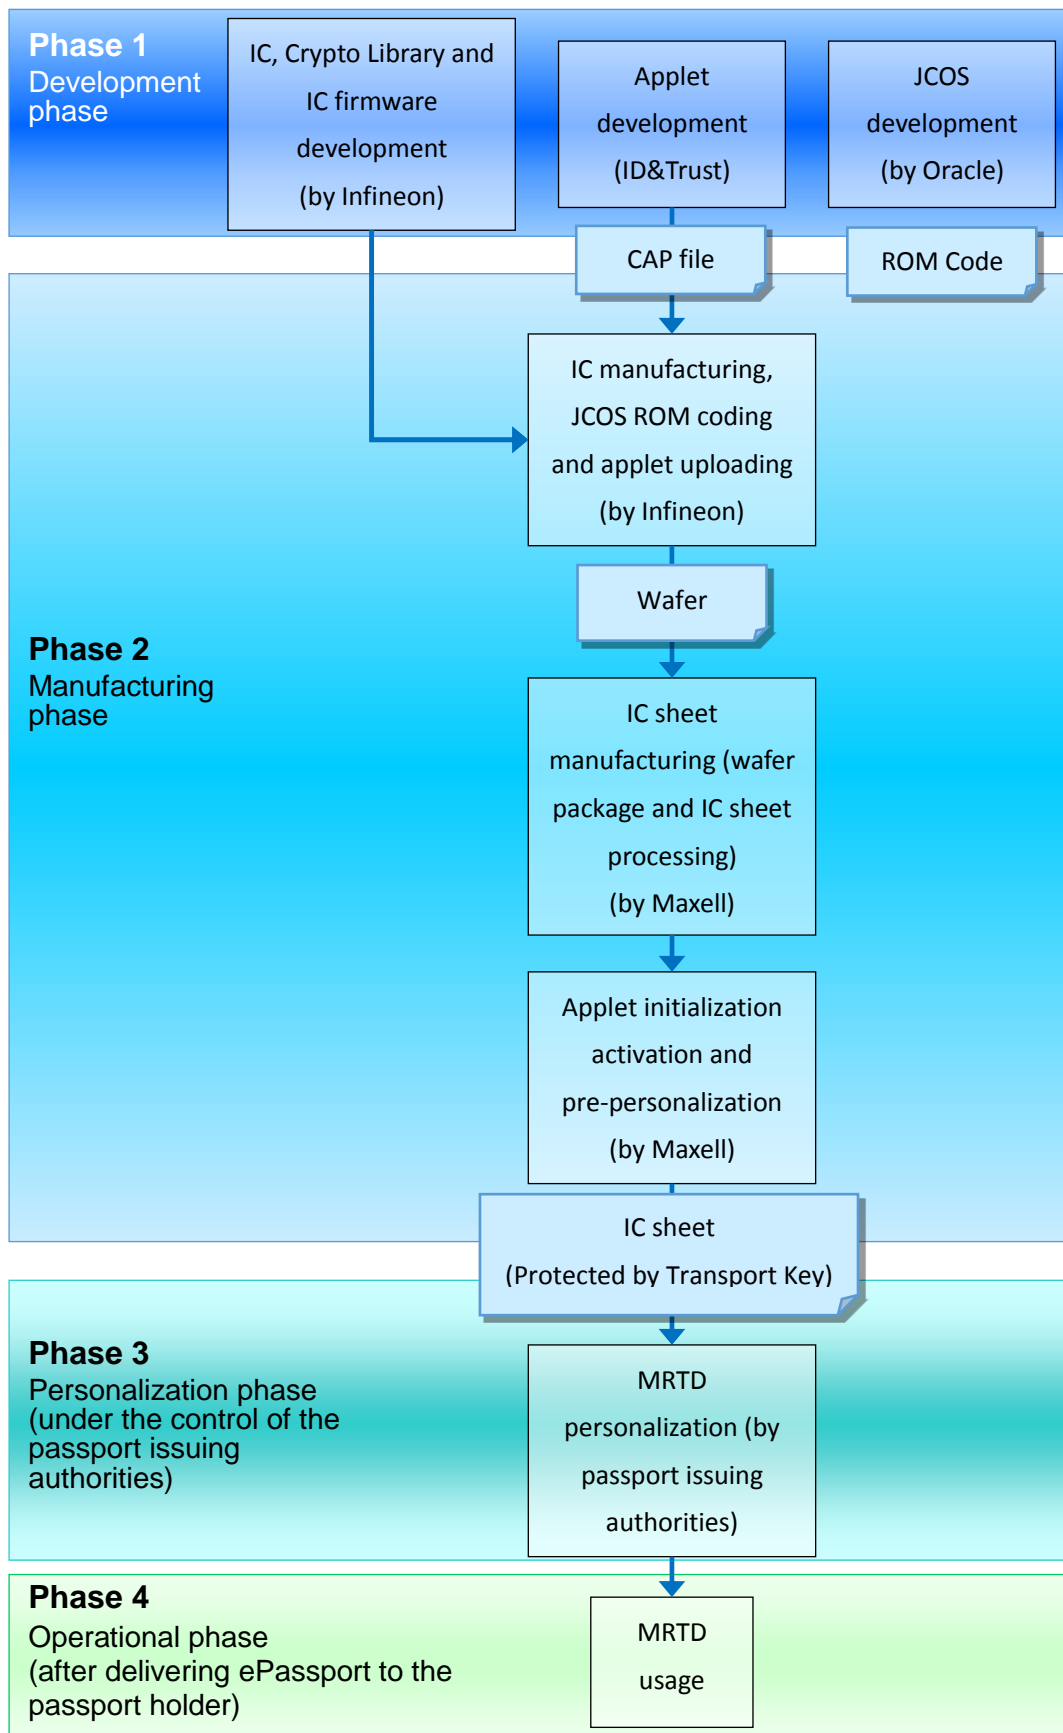 Phase 1
Development
phase
IC, Crypto Library and
IC firmware
development
(by Infineon)
Applet
development
(ID&Trust)
JCOS
development
(by Oracle)
CAP file
ROM Code
IC manufacturing,
JCOS ROM coding
and applet uploading
(by Infineon)
Wafer
Phase 2
Manufacturing
phase
IC sheet
manufacturing (wafer
package and IC sheet
processing)
(by Maxell)
Applet initialization
activation and
pre-personalization
(by Maxell)
IC sheet
(Protected by Transport Key)
Phase 3
Personalization phase
(under the control of the
passport issuing
authorities)
MRTD
personalization (by
passport issuing
authorities)
Phase 4
Operational phase
(after delivering ePassport to the
passport holder)
MRTD
usage